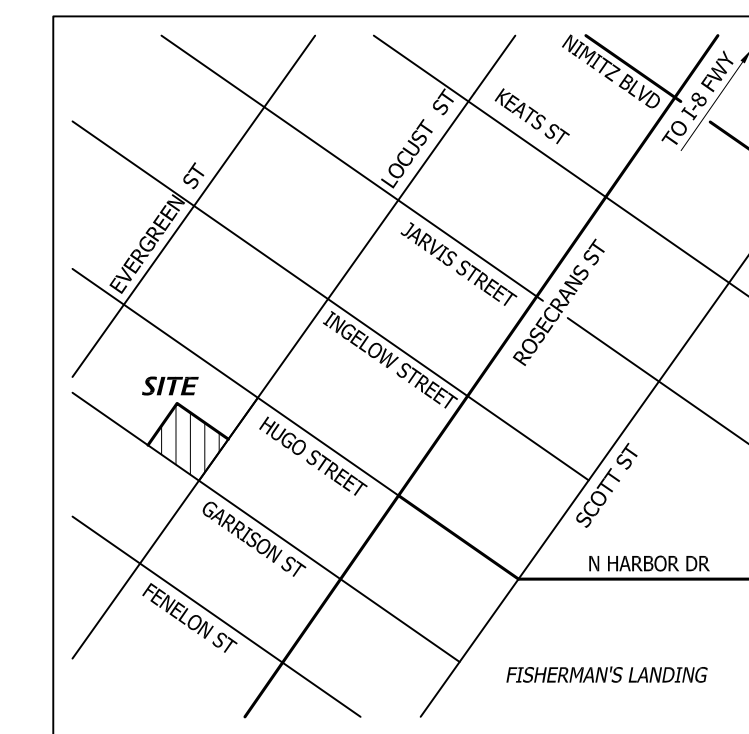 NIMITZ BLVD
TO I-8 FWY
KEATS ST
LOCUST ST
EVERGREEN ST
JARVIS STREET
ROSECRANS ST
INGELOW STREET
SITE
HUGO STREET
SCOTT ST
GARRISON ST
N HARBOR DR
FENELON ST
FISHERMAN'S LANDING